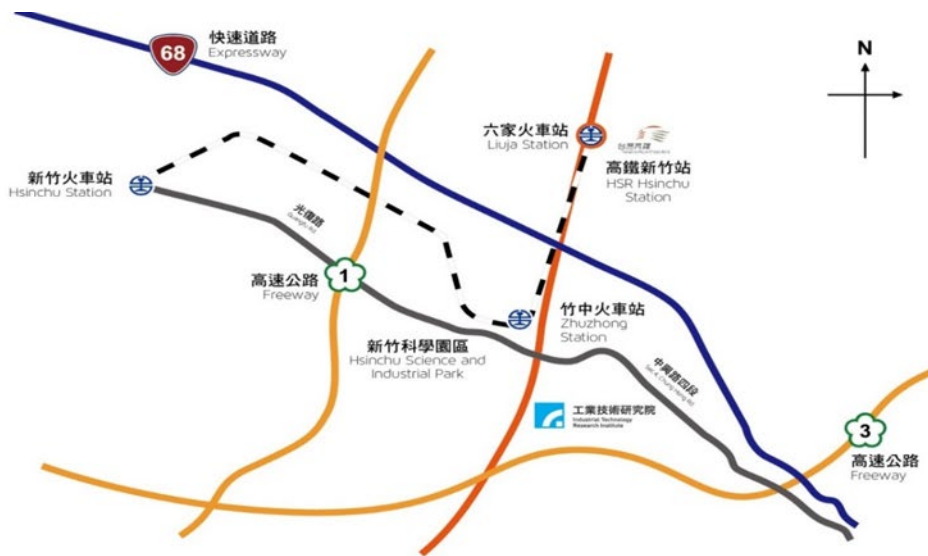 68
快速道路
Expressway
N
六家火車站
Liuja Station
台灣高鐵
高鐵新竹站
HSR Hsinchu
Station
新竹火車站
Hsinchu Station
光復路
Guangfu Rd.
高速公路
Freeway
1
竹中火車站
Zhuzhong
Station
新竹科學園區
Hsinchu Science and
Industrial Park
中興路四段
Sec. 4, Chung Hsing Rd.
工業技術研究院
Industrial Technology
Research Institute
3
高速公路
Freeway